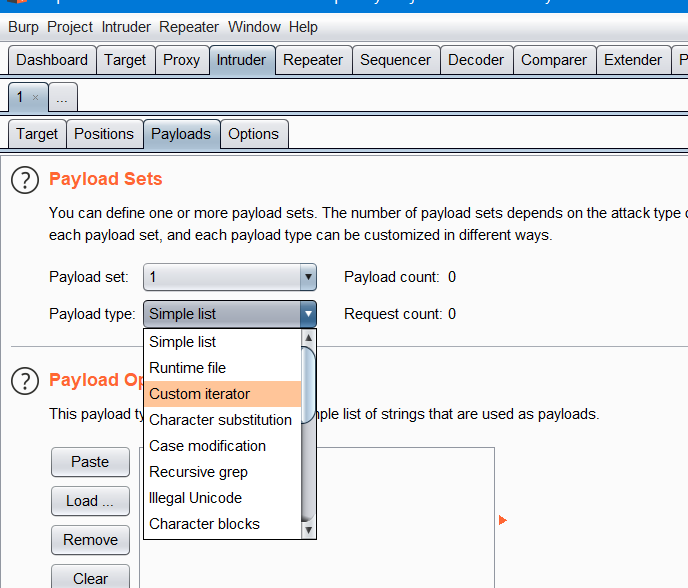 Burp Project Intruder Repeater Window Help
Dashboard Target Proxy Intruder Repeater Sequencer Decoder Comparer Extender
1 × ...
Target Positions Payloads Options
? Payload Sets
You can define one or more payload sets. The number of payload sets depends on the attack type
each payload set, and each payload type can be customized in different ways.
Payload set: 1 Payload count: 0
Payload type: Simple list Request count: 0
Simple list
Runtime file
? Payload Op
Custom iterator
This payload ty
Character substitution
ple list of strings that are used as payloads.
Case modification
Paste
Recursive grep
Load ...
Illegal Unicode
Character blocks
Remove
Clear